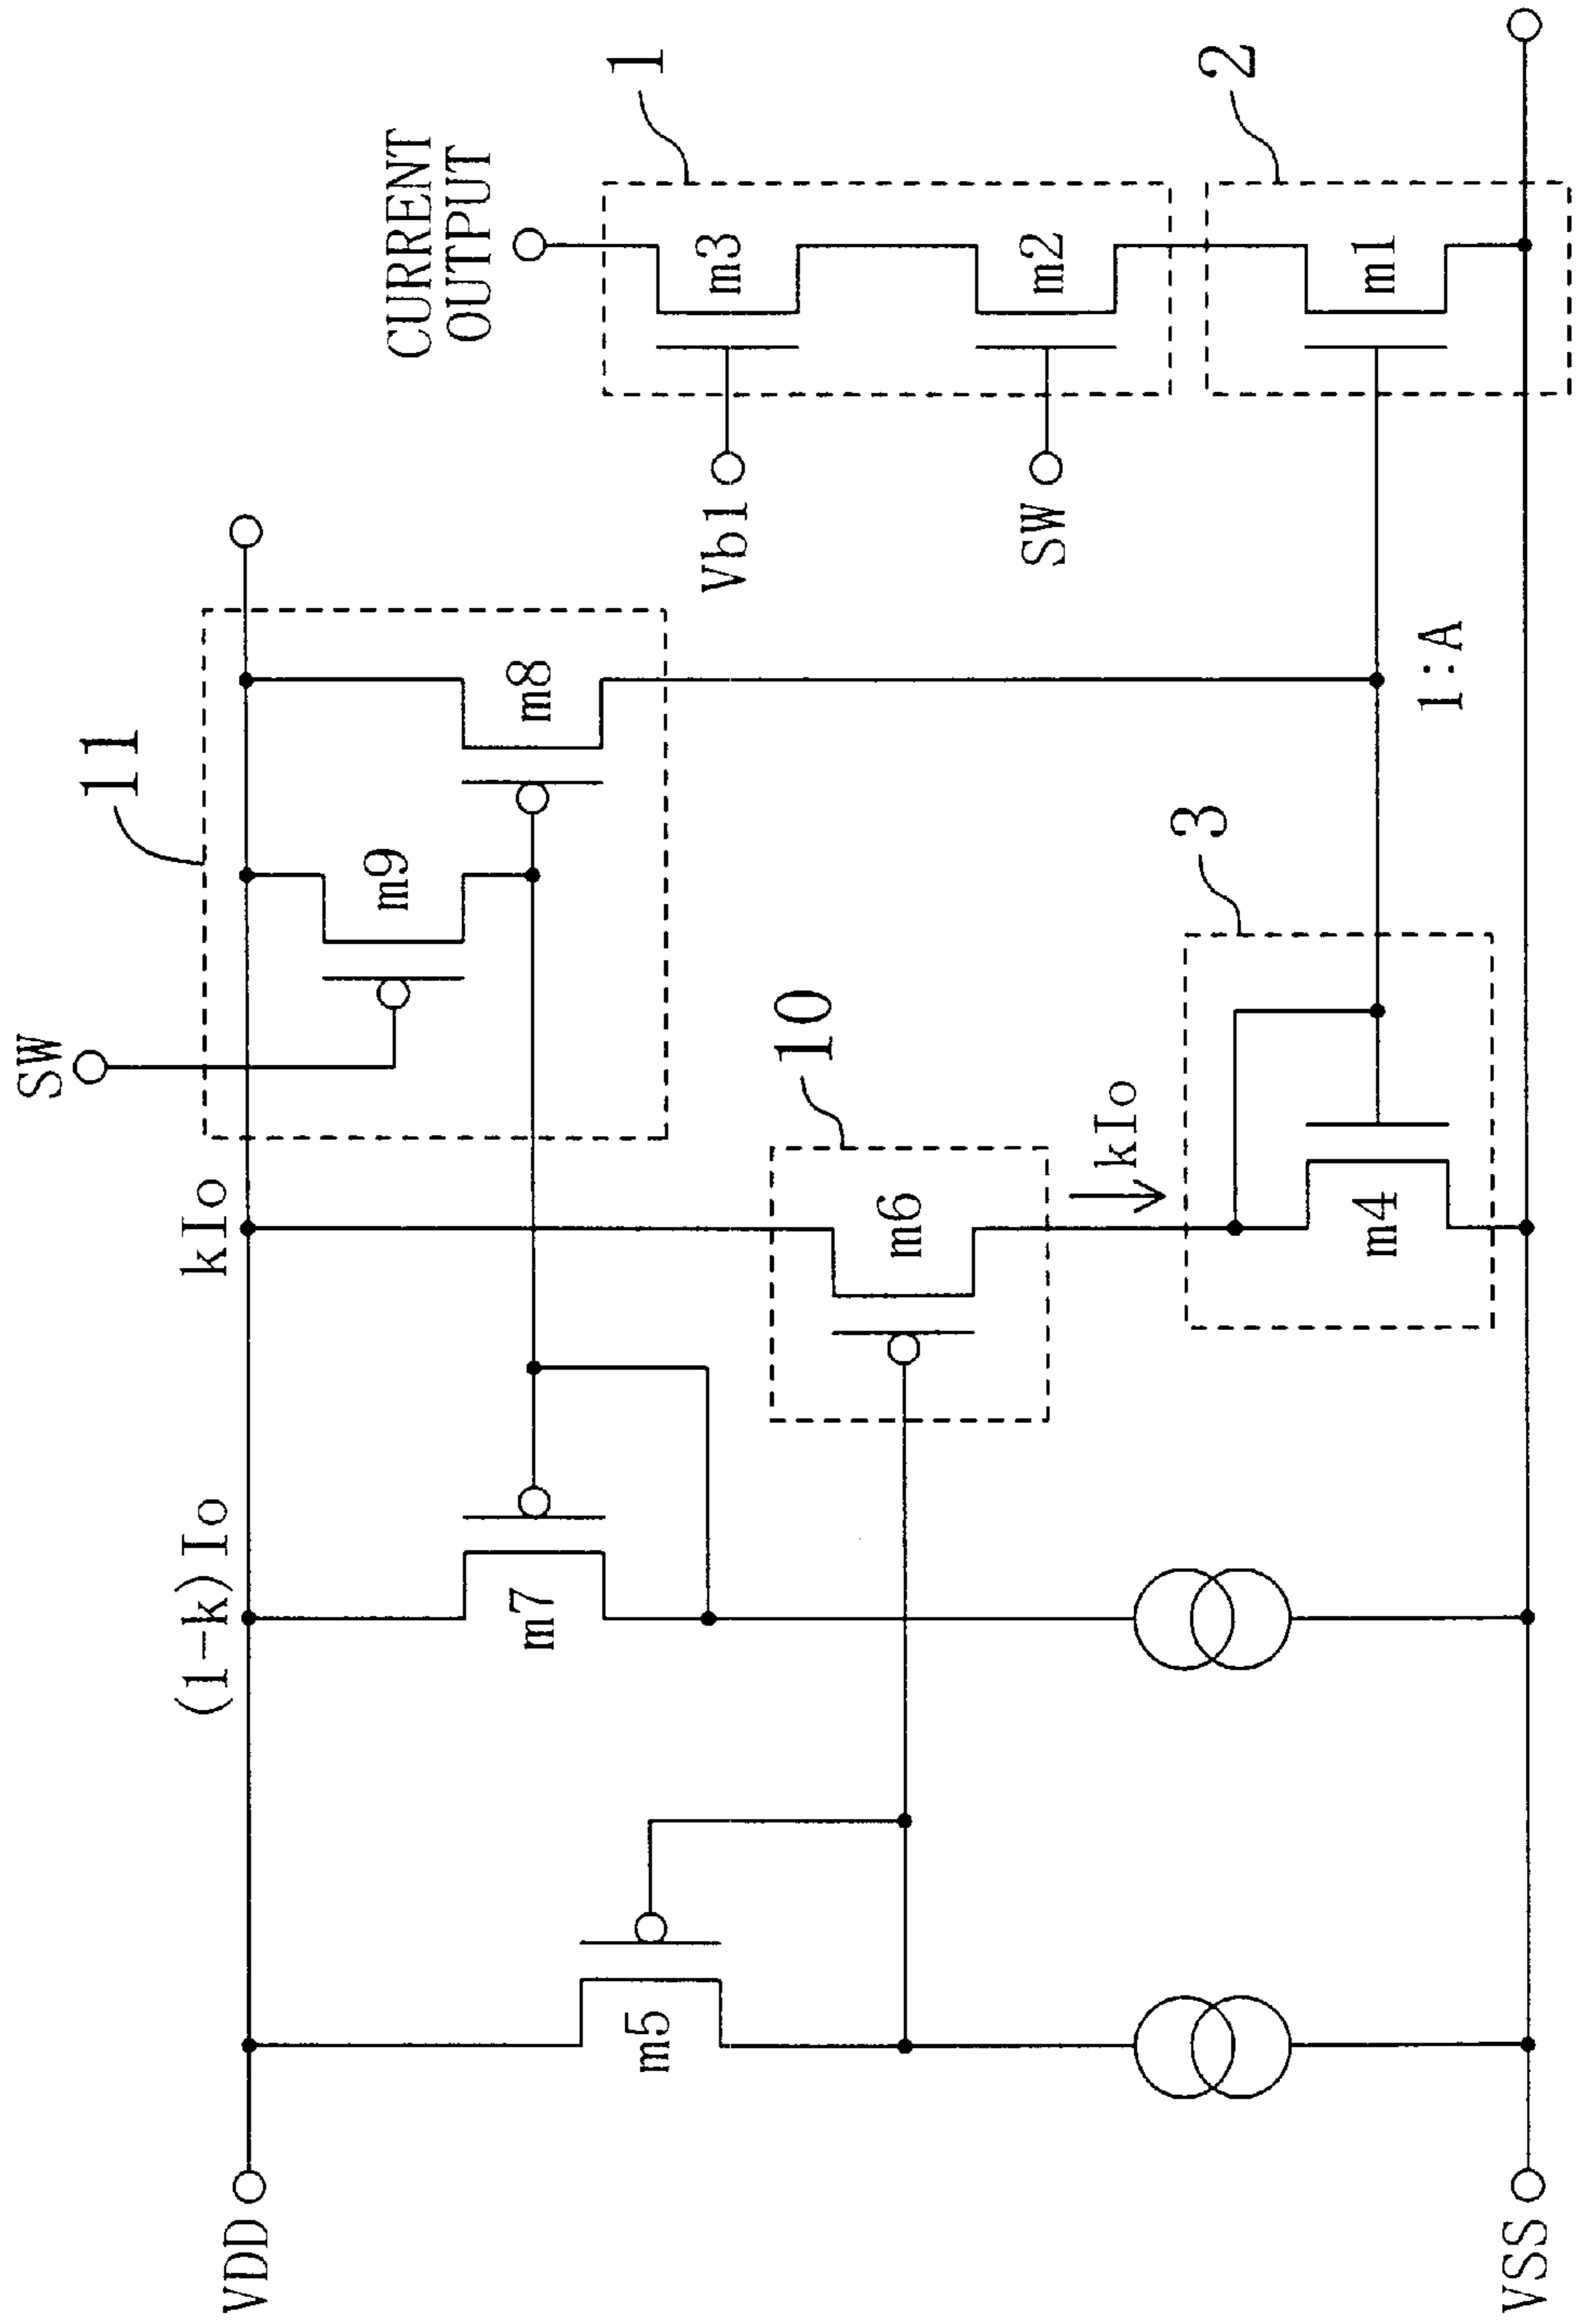 SW
11
CURRENT
OUTPUT
(1-k)Io
kIo
m9
m8
1
m3
Vb1
m7
m5
10
m6
m2
SW
kIo
3
2
m4
m1
1:A
VDD
VSS